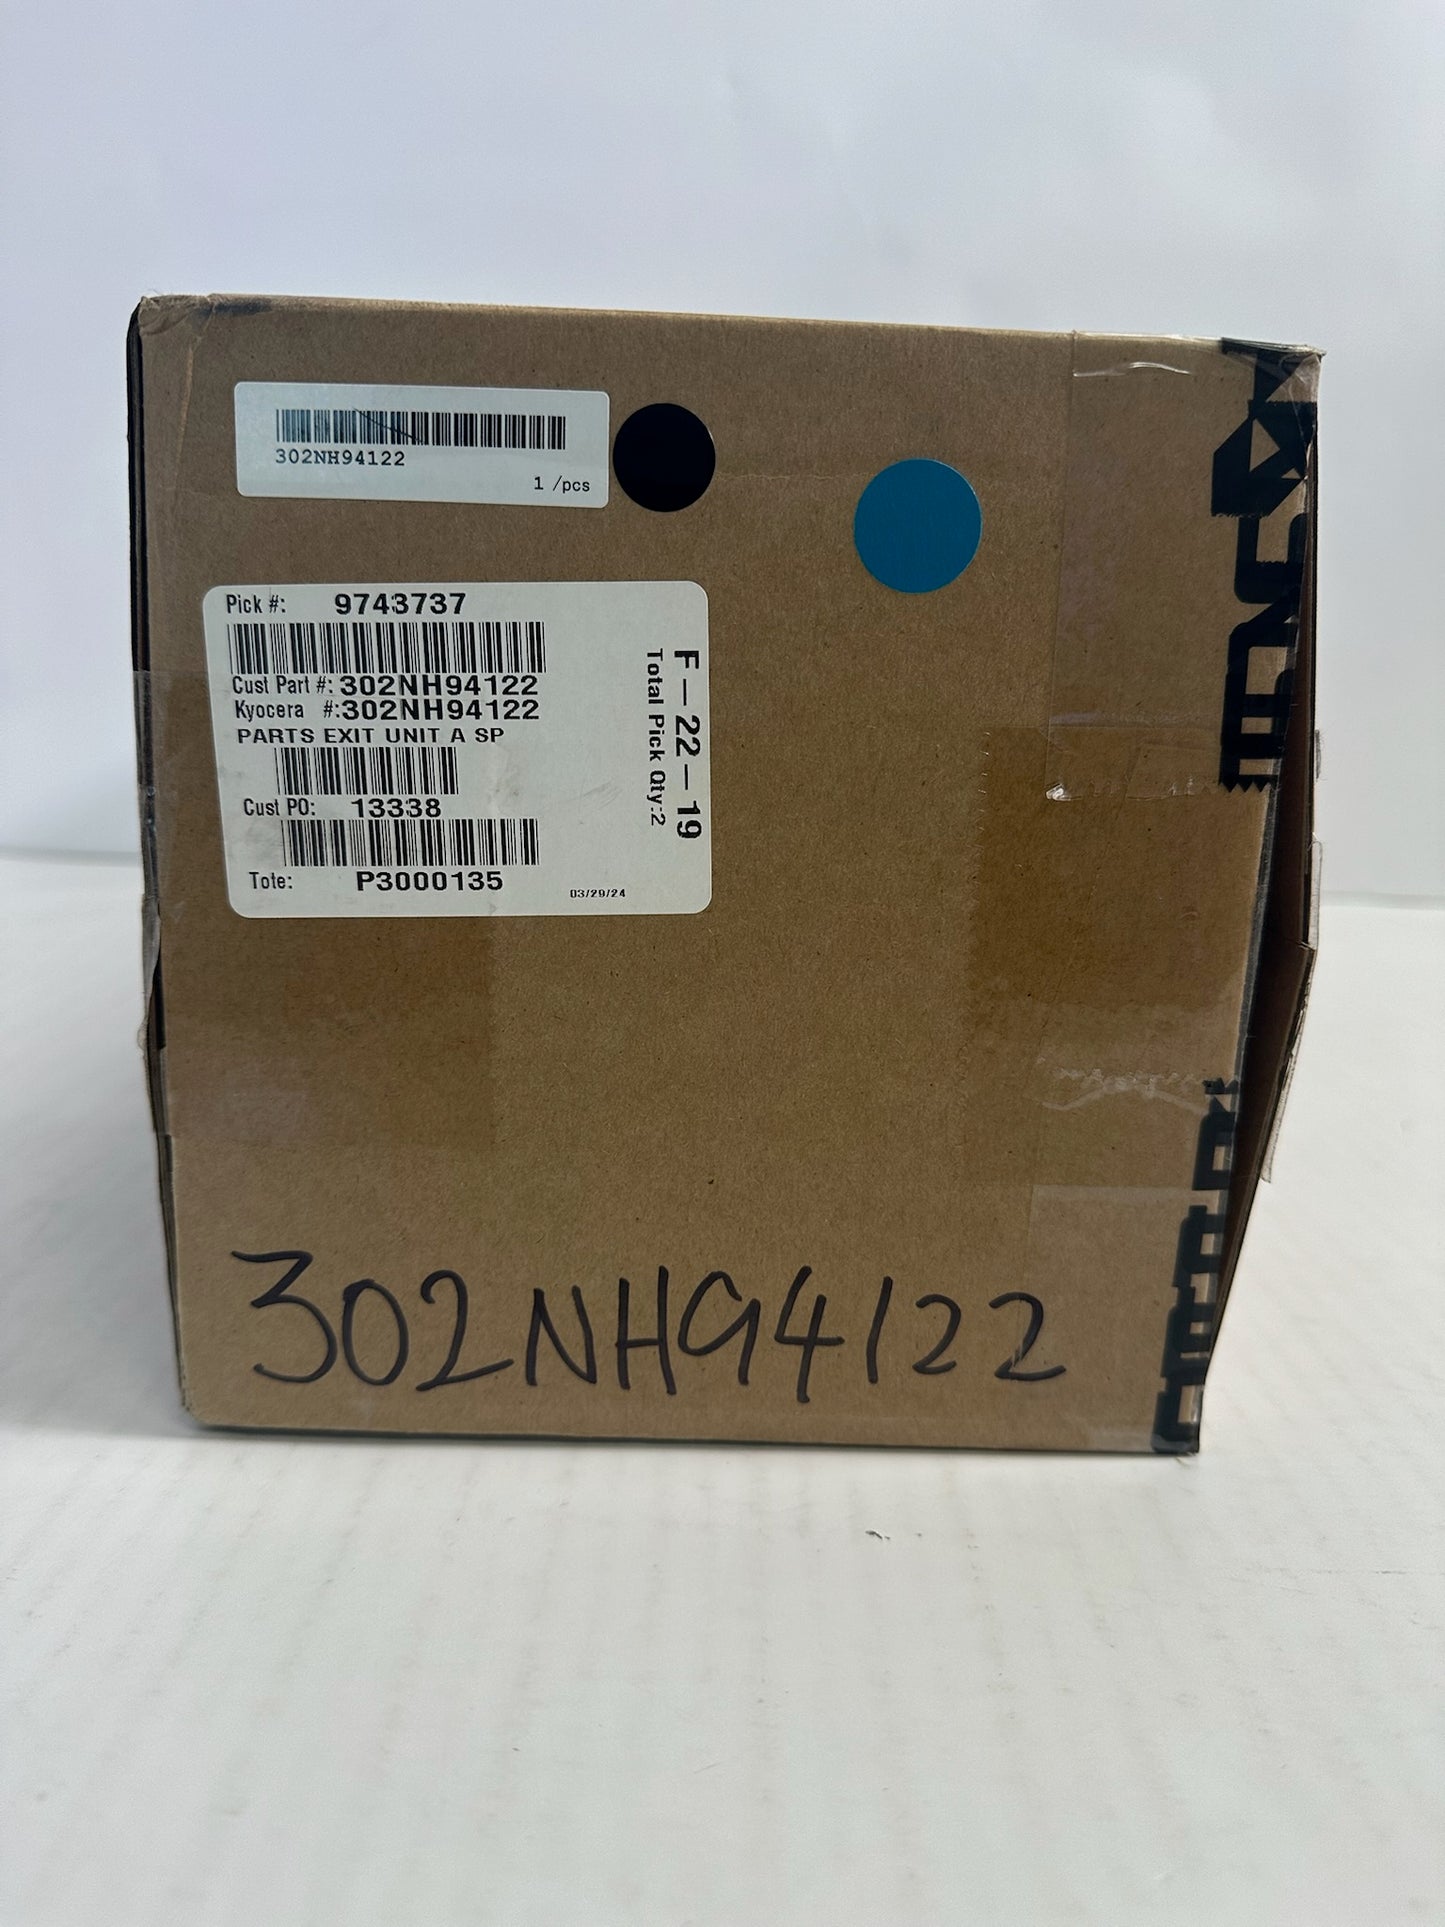 302NH94122
1 /pcs
Pick #: 9743737
Cust Part #: 302NH94122
Kyocera #:302NH94122
PARTS EXIT UNIT A SP
Cust PO: 13338
Tote: P3000135
03/29/24
F-22-19
Total Pick Qty:2
302NH94122